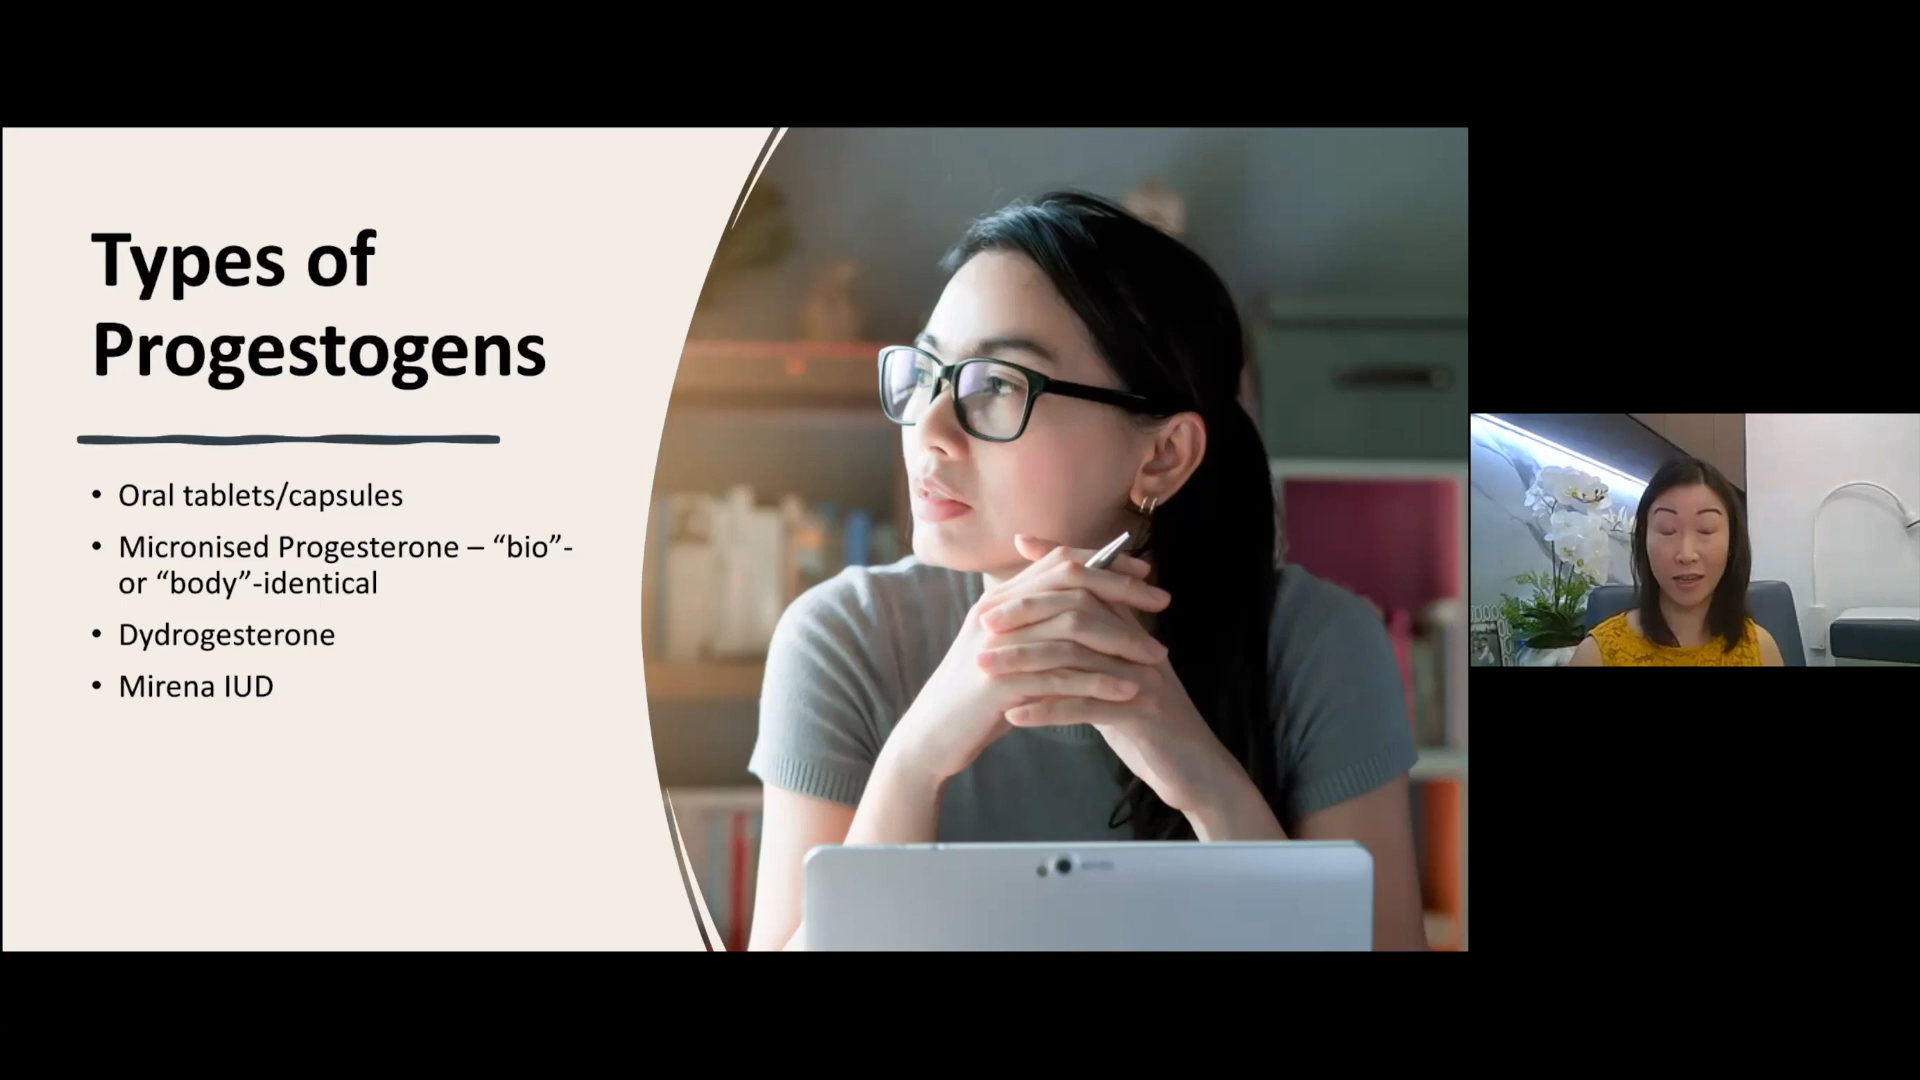 Types of
Progestogens
• Oral tablets/capsules
• Micronised Progesterone – “bio”-
or “body”-identical
• Dydrogesterone
• Mirena IUD